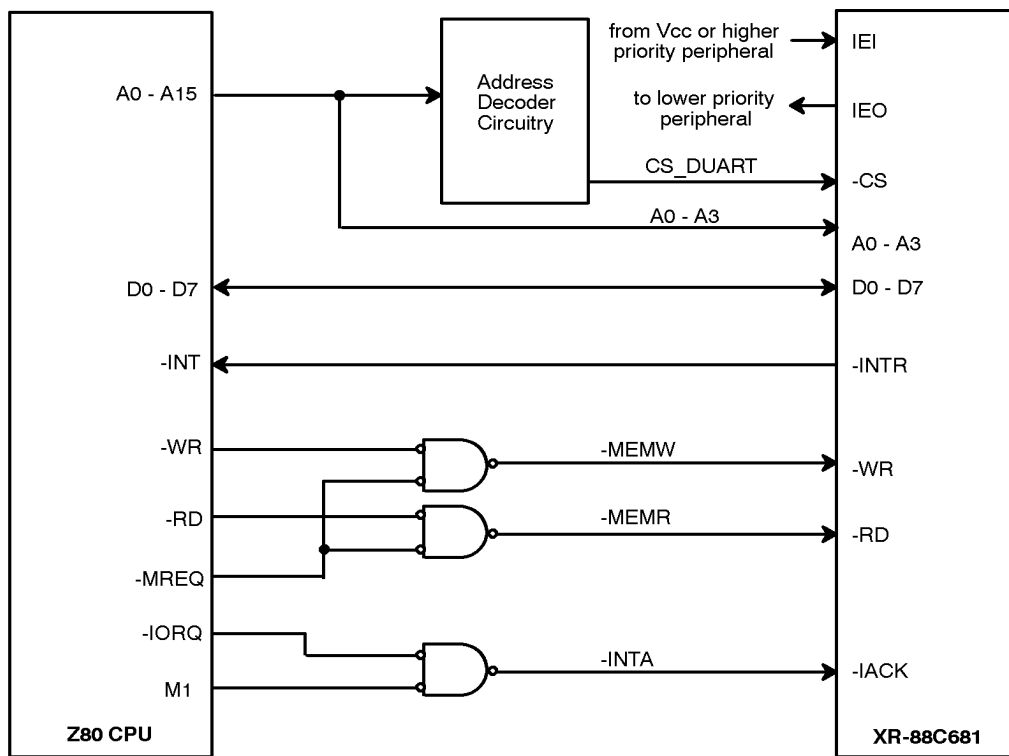 from Vcc or higher
priority peripheral
IEI
A0 - A15
Address
Decoder
Circuitry
to lower priority
peripheral
IEO
CS_DUART
-CS
A0 - A3
A0 - A3
D0 - D7
D0 - D7
-INT
-INTR
-WR
-MEMW
-WR
-RD
-MEMR
-RD
-MREQ
-IORQ
-INTA
-IACK
M1
Z80 CPU
XR-88C681